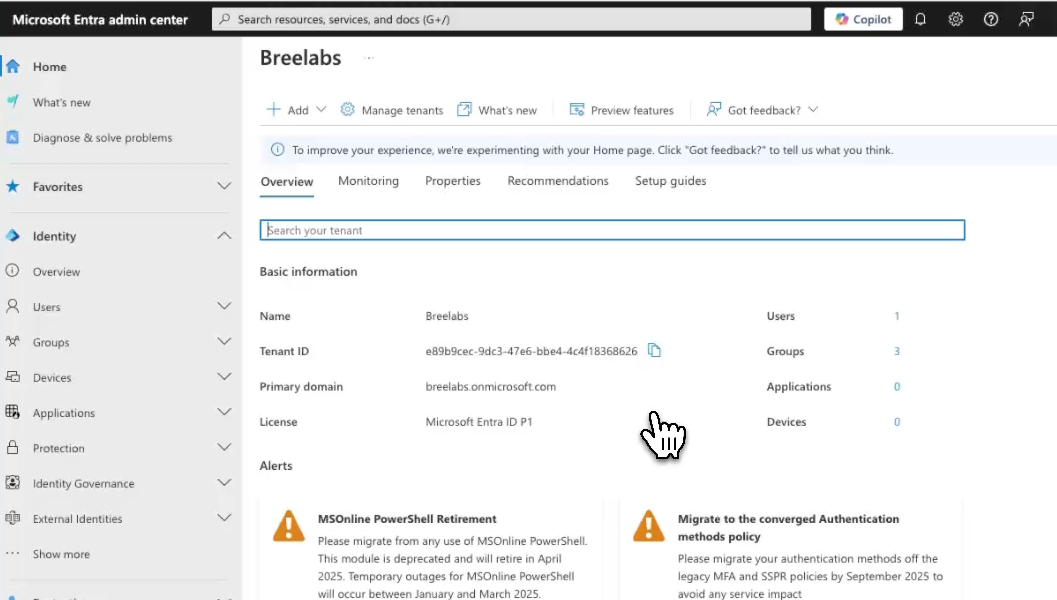 Microsoft Entra admin center
Search resources, services, and docs (G+/)
Copilot
Home
What's new
Diagnose & solve problems
Favorites
Identity
Overview
Users
Groups
Devices
Applications
Protection
Identity Governance
External Identities
Show more
Breelabs
Add
Manage tenants
What's new
Preview features
Got feedback?
To improve your experience, we're experimenting with your Home page. Click "Got feedback?" to tell us what you think.
Overview Monitoring Properties Recommendations Setup guides
Search your tenant
Basic information
Name Breelabs Users 1
Tenant ID e89b9cec-9dc3-47e6-bbe4-4c4f18368626 Groups 3
Primary domain breelabs.onmicrosoft.com Applications 0
License Microsoft Entra ID P1 Devices 0
Alerts
MSOnline PowerShell Retirement
Please migrate from any use of MSOnline PowerShell.
This module is deprecated and will retire in April
2025. Temporary outages for MSOnline PowerShell
will occur between January and March 2025.
Migrate to the converged Authentication
methods policy
Please migrate your authentication methods off the
legacy MFA and SSPR policies by September 2025 to
avoid any service impact